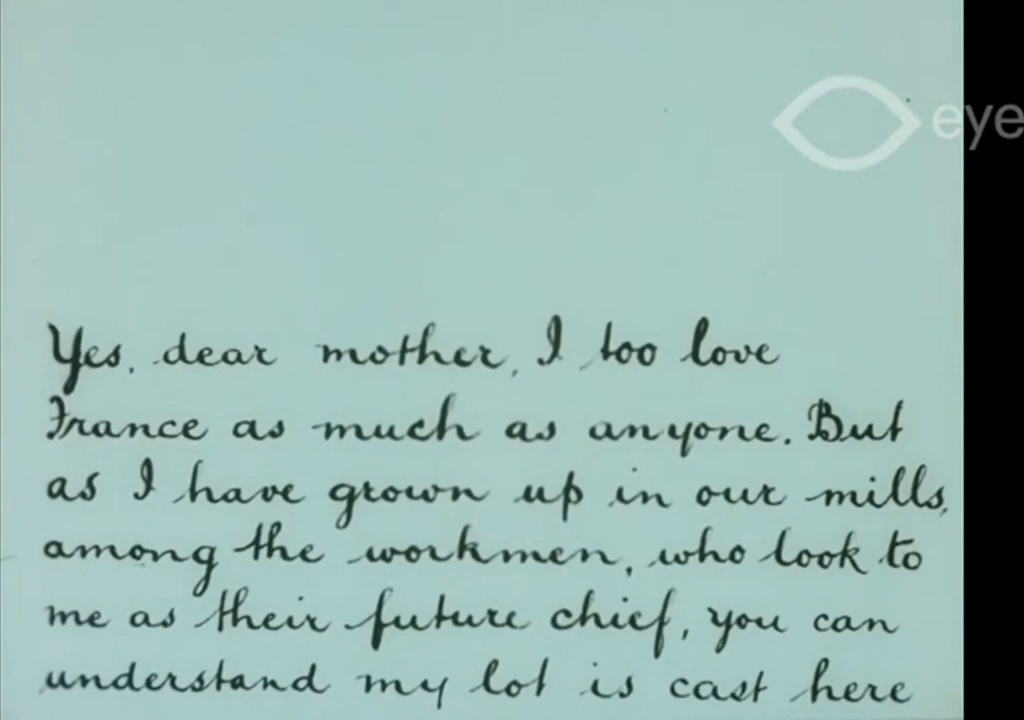 eye
Yes, dear mother, I too love
France as much as anyone. But
as I have grown up in our mills,
among the workmen, who look to
me as their future chief, you can
understand my lot is cast here